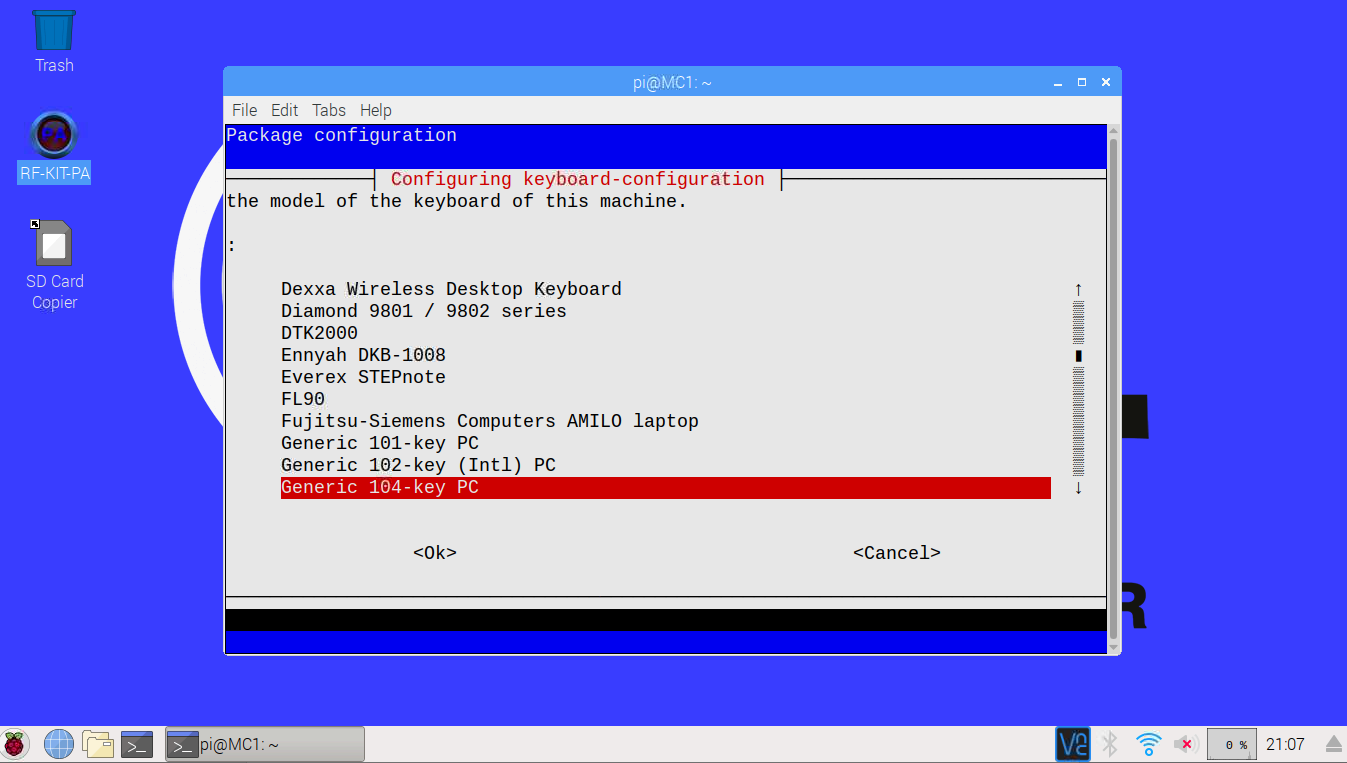 Trash
RF-KIT-PA
SD Card
Copier
pi@MC1: ~
File Edit Tabs Help
Package configuration
Configuring keyboard-configuration
the model of the keyboard of this machine.
:
Dexxa Wireless Desktop Keyboard
Diamond 9801 / 9802 series
DTK2000
Ennyah DKB-1008
Everex STEPnote
FL90
Fujitsu-Siemens Computers AMILO laptop
Generic 101-key PC
Generic 102-key (Intl) PC
Generic 104-key PC
<Ok> <Cancel>
R
>_ >_ pi@MC1: ~ 0 % 21:07